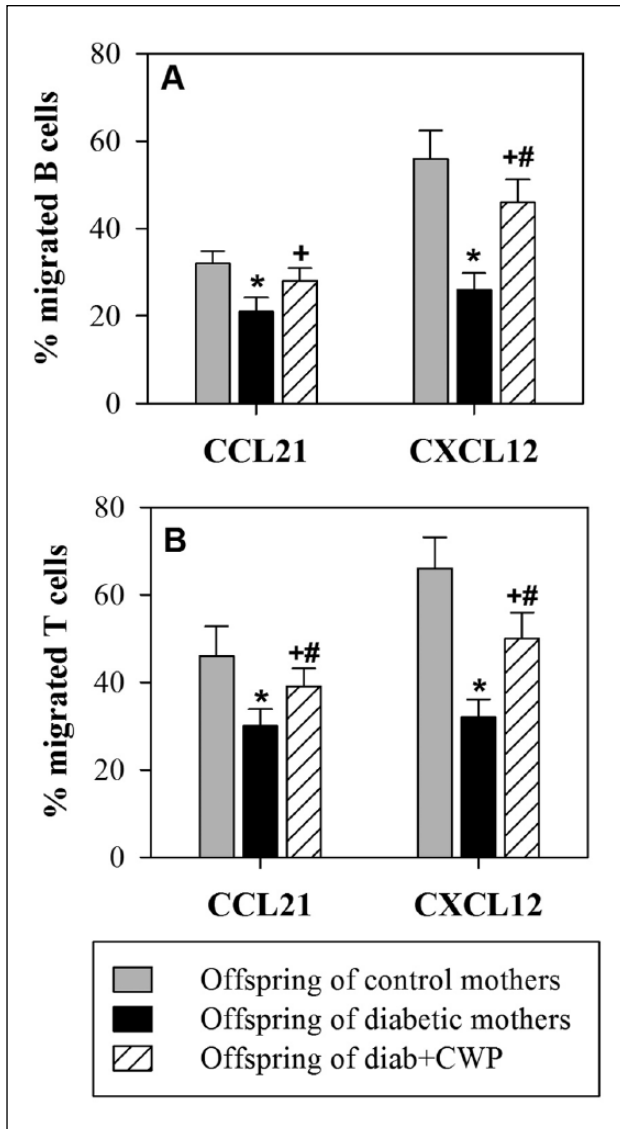 80
A
60
40
20
0
% migrated B cells
*
+
*
+#
CCL21
CXCL12
80
B
60
40
20
0
% migrated T cells
*
+#
*
+#
CCL21
CXCL12
Offspring of control mothers
Offspring of diabetic mothers
Offspring of diab+CWP